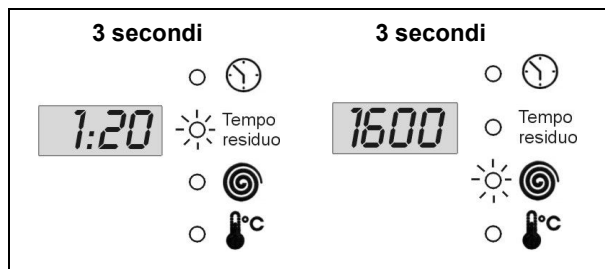 3 secondi 3 secondi
1:20 Tempo residuo 1600 Tempo residuo
°C °C